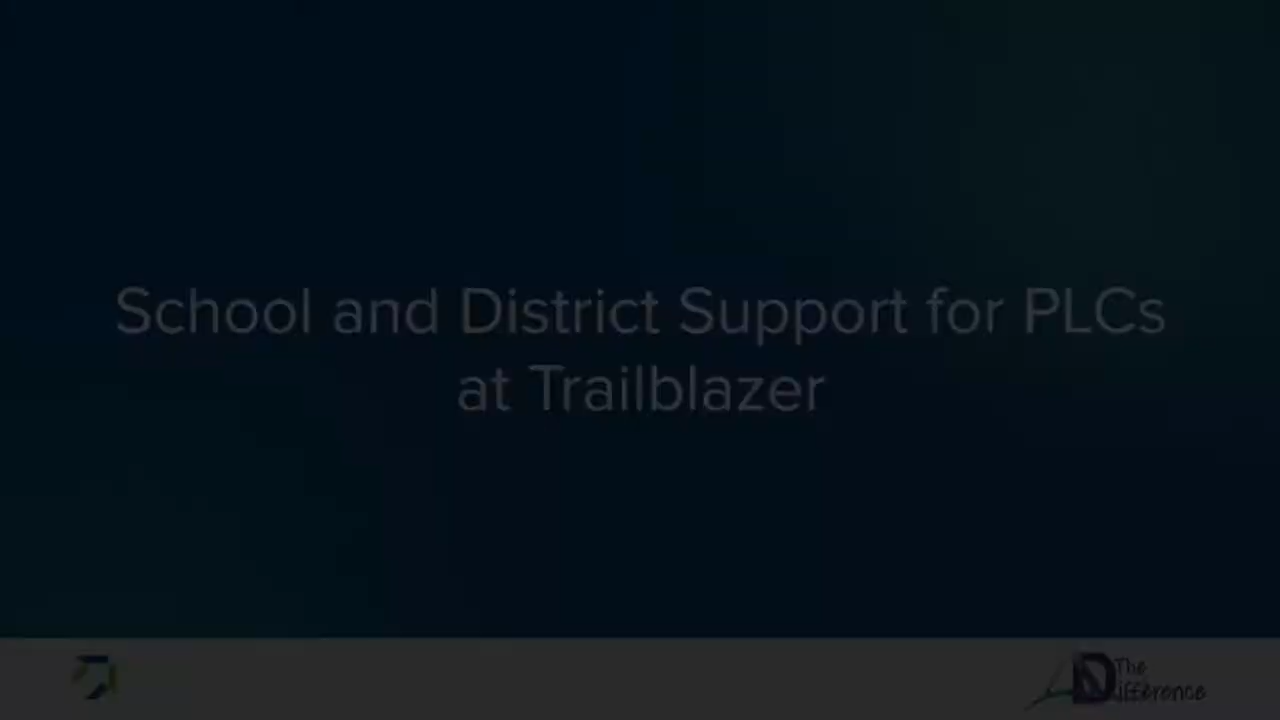 School and District Support for PLCs
at Trailblazer
The
Difference